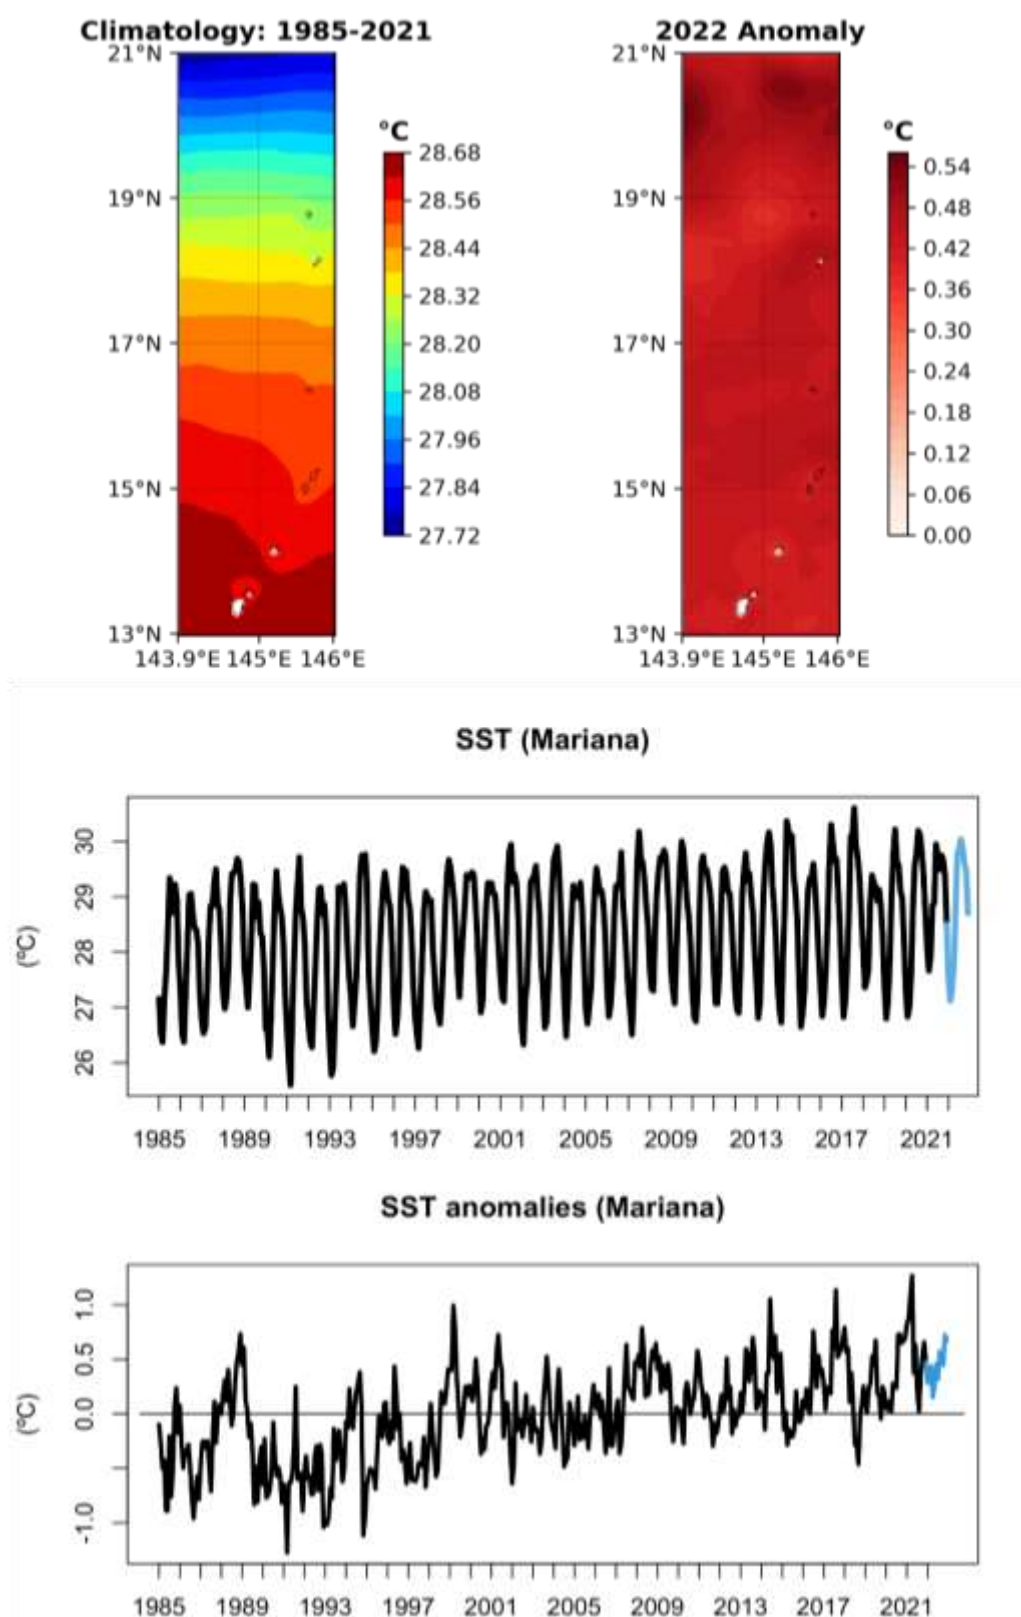 Climatology: 1985-2021
21°N
19°N
17°N
15°N
13°N
143.9°E 145°E 146°E
°C
28.68
28.56
28.44
28.32
28.20
28.08
27.96
27.84
27.72
2022 Anomaly
21°N
19°N
17°N
15°N
13°N
143.9°E 145°E 146°E
°C
0.54
0.48
0.42
0.36
0.30
0.24
0.18
0.12
0.06
0.00
SST (Mariana)
(ºC)
30
29
28
27
26
1985 1989 1993 1997 2001 2005 2009 2013 2017 2021
SST anomalies (Mariana)
(ºC)
1.0
0.5
0.0
-1.0
1985 1989 1993 1997 2001 2005 2009 2013 2017 2021